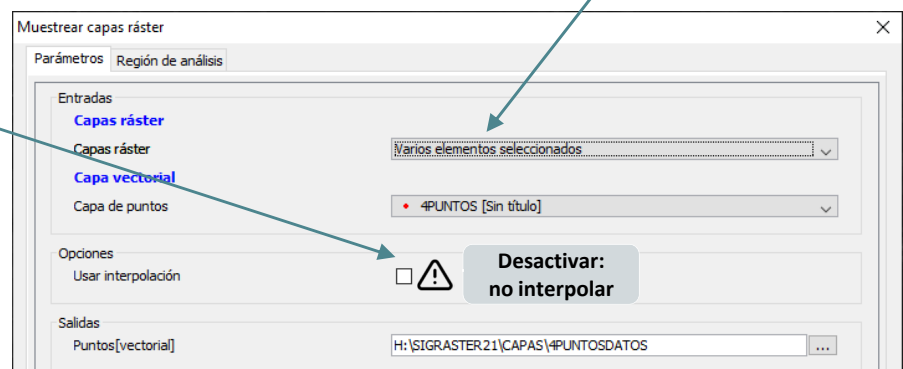 Muestrear capas ráster
Parámetros Región de análisis
Entradas
Capas ráster
Capas ráster Varios elementos seleccionados
Capa vectorial
Capa de puntos 4PUNTOS [Sin título]
Opciones
Usar interpolación
Desactivar:
no interpolar
Salidas
Puntos[vectorial] H:\SIGRASTER21\CAPAS\4PUNTOSDATOS ...